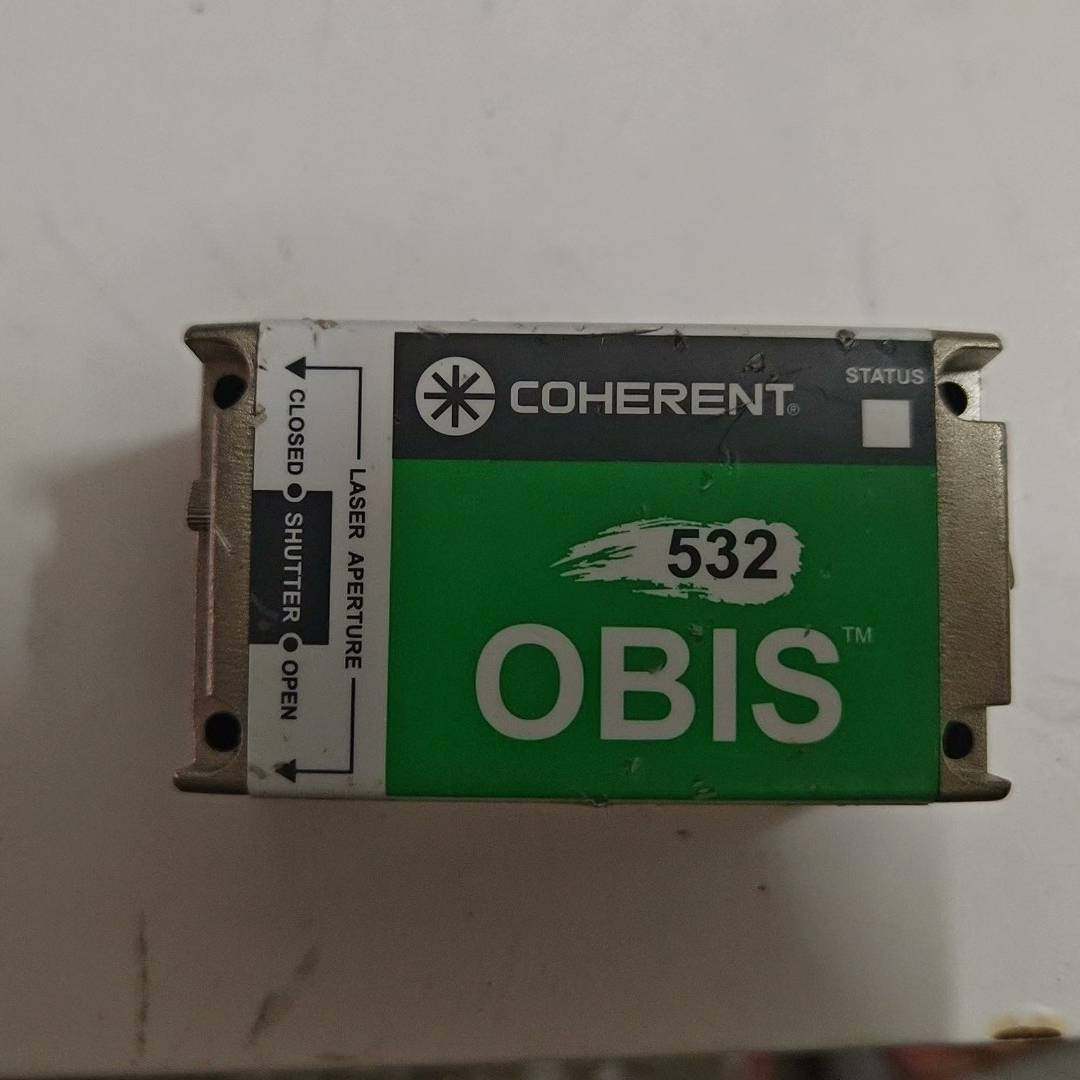 COHERENT®
STATUS
532
OBIS™
LASER APERTURE
CLOSED ● SHUTTER ● OPEN